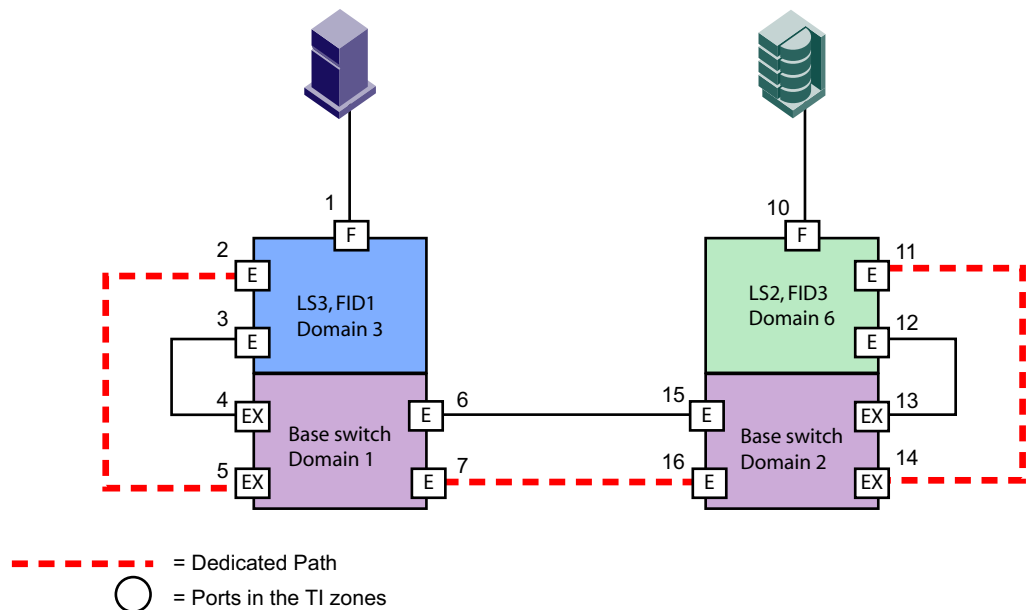 1
10
F
F
2
11
E
E
LS3, FID1
Domain 3
LS2, FID3
Domain 6
3
12
E
E
4
6
15
13
EX
E
E
EX
Base switch
Domain 1
Base switch
Domain 2
5
7
16
14
EX
E
E
EX
= Dedicated Path
= Ports in the TI zones